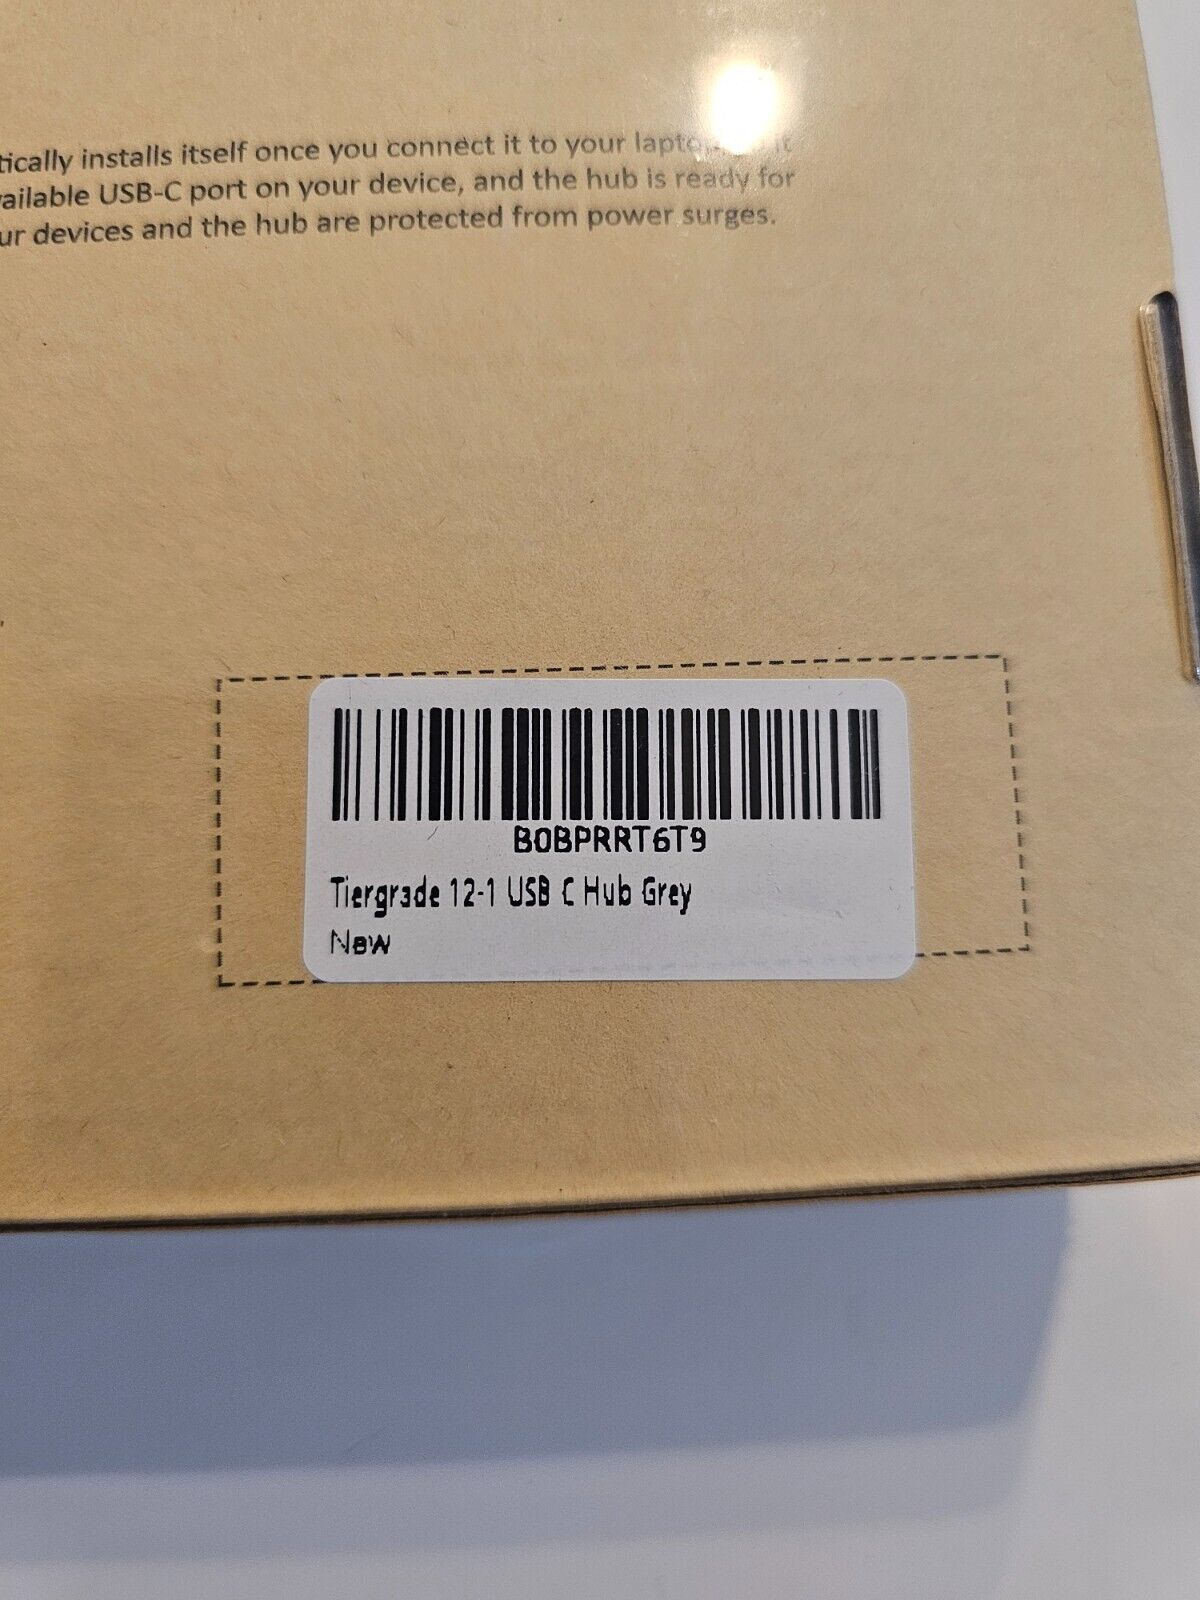 tically installs itself once you connect it to your
vailable USB-C port on your device, and the hub is ready for
ur devices and the hub are protected from power surges.
B0BPRRT6T9
Tiergrade 12-1 USB C Hub Grey
New